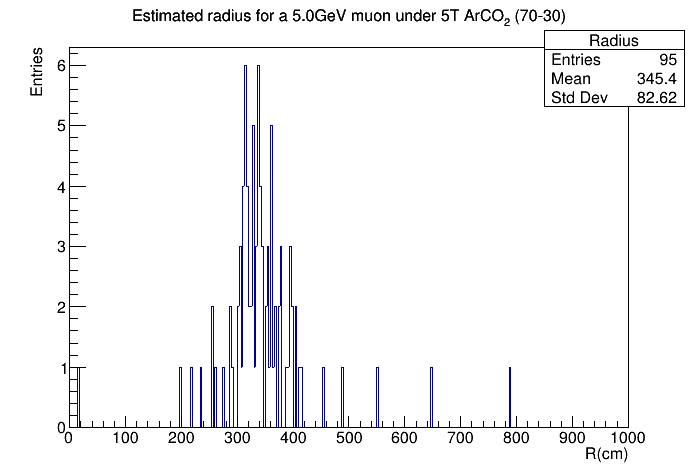 Estimated radius for a 5.0GeV muon under 5T ArCO₂ (70-30)
Radius
Entries 95
Mean 345.4
Std Dev 82.62
Entries
6
5
4
3
2
1
0
0 100 200 300 400 500 600 700 800 900 1000
R(cm)